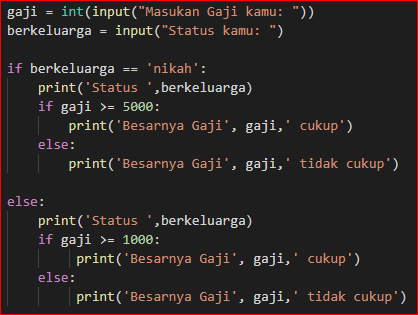 gaji = int(input("Masukan Gaji kamu: "))
berkeluarga = input("Status kamu: ")
if berkeluarga == 'nikah':
print('Status ',berkeluarga)
if gaji >= 5000:
print('Besarnya Gaji', gaji,' cukup')
else:
print('Besarnya Gaji', gaji,' tidak cukup')
else:
print('Status ',berkeluarga)
if gaji >= 1000:
print('Besarnya Gaji', gaji,' cukup')
else:
print('Besarnya Gaji', gaji,' tidak cukup')